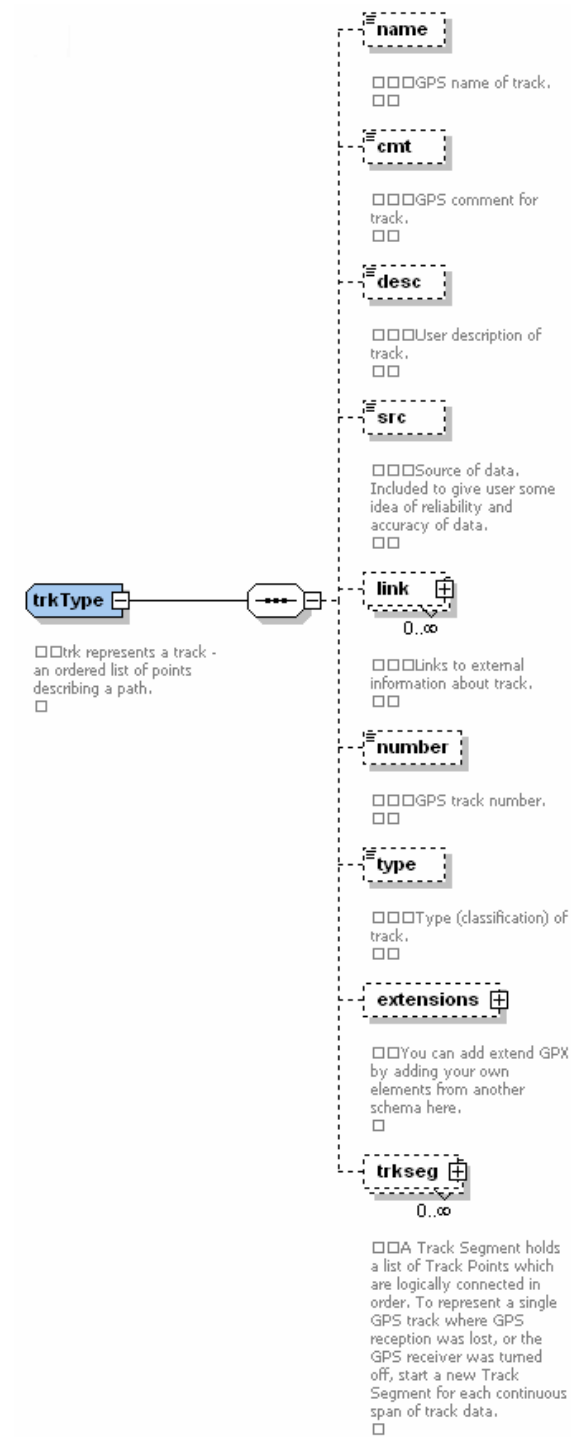 name
□□□GPS name of track.
□□
cmt
□□□GPS comment for
track.
□□
desc
□□□User description of
track.
□□
src
□□□Source of data.
Included to give user some
idea of reliability and
accuracy of data.
□□
trkType
□□trk represents a track -
an ordered list of points
describing a path.
□
link
0..∞
□□□Links to external
information about track.
□□
number
□□□GPS track number.
□□
type
□□□Type (classification) of
track.
□□
extensions
□□You can add extend GPX
by adding your own
elements from another
schema here.
□
trkseg
0..∞
□□A Track Segment holds
a list of Track Points which
are logically connected in
order. To represent a single
GPS track where GPS
reception was lost, or the
GPS receiver was turned
off, start a new Track
Segment for each continuous
span of track data.
□